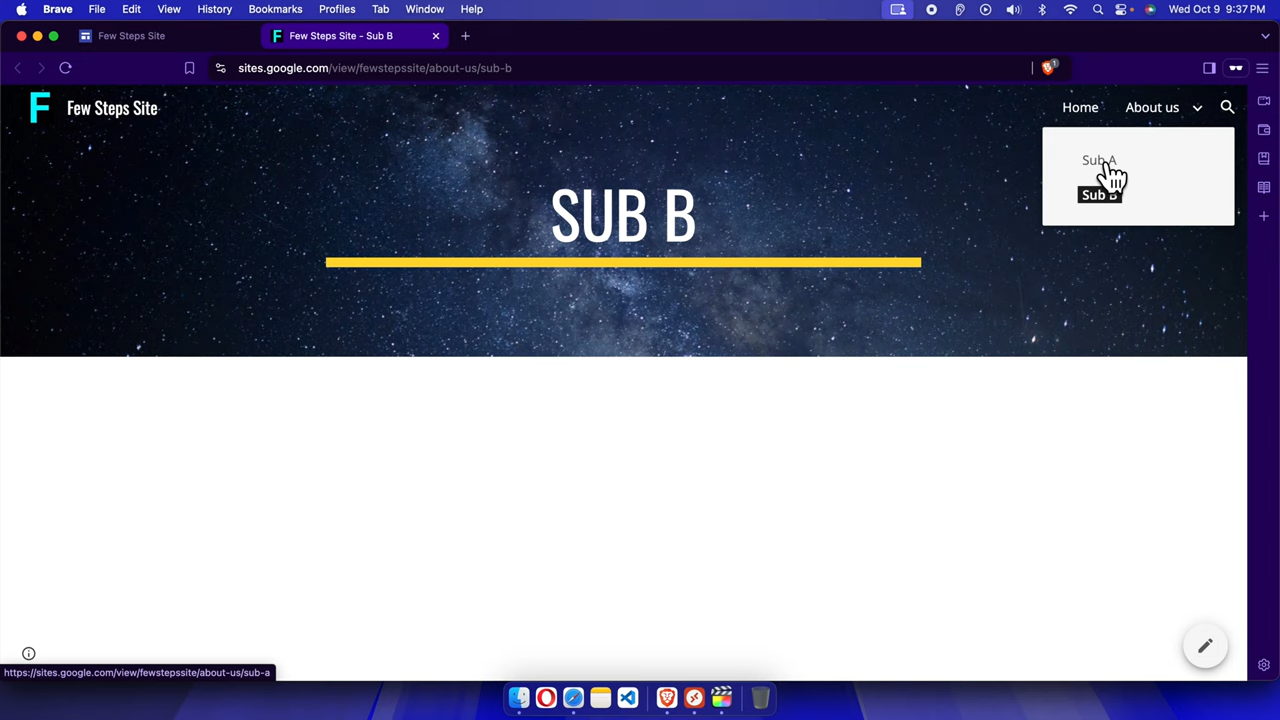 Brave File Edit View History Bookmarks Profiles Tab Window Help Wed Oct 9 9:37 PM
Few Steps Site Few Steps Site - Sub B
sites.google.com/view/fewstepssite/about-us/sub-b 1
F Few Steps Site Home About us
Sub A
Sub B
SUB B
https://sites.google.com/view/fewstepssite/about-us/sub-a